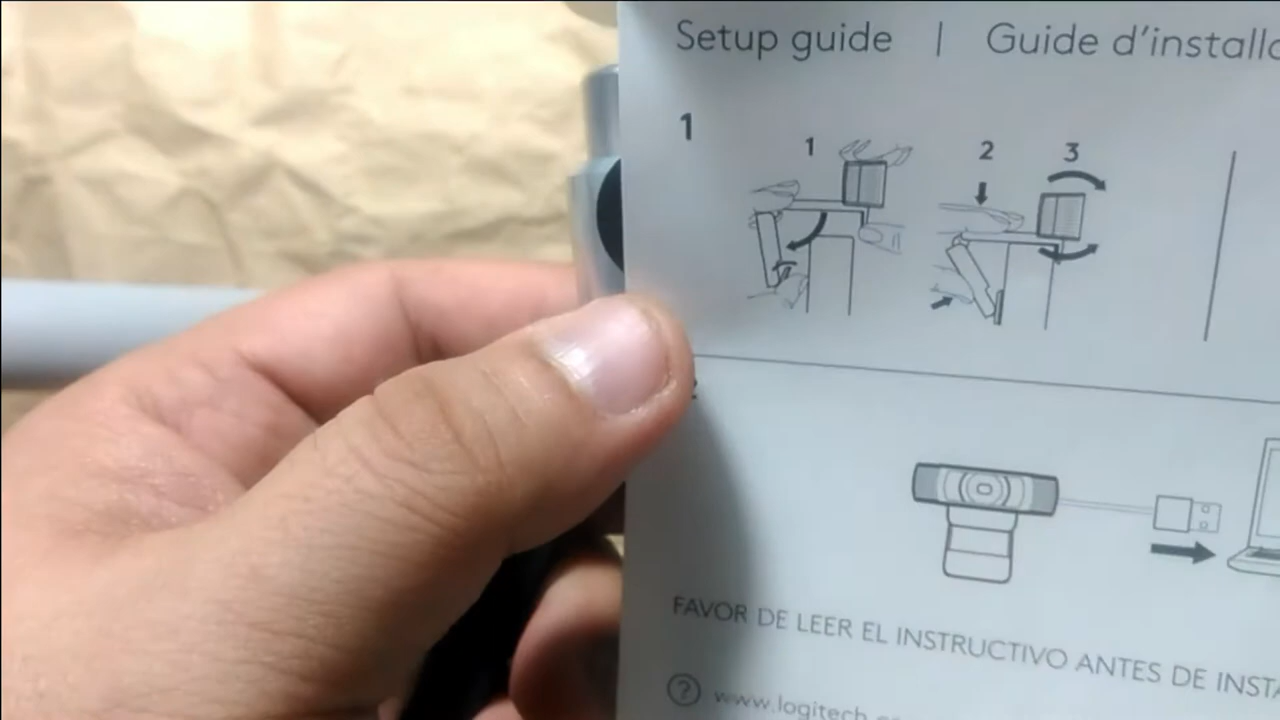 Setup guide | Guide d'installa
1
1 2 3
FAVOR DE LEER EL INSTRUCTIVO ANTES DE INSTA
? www.logitech.c